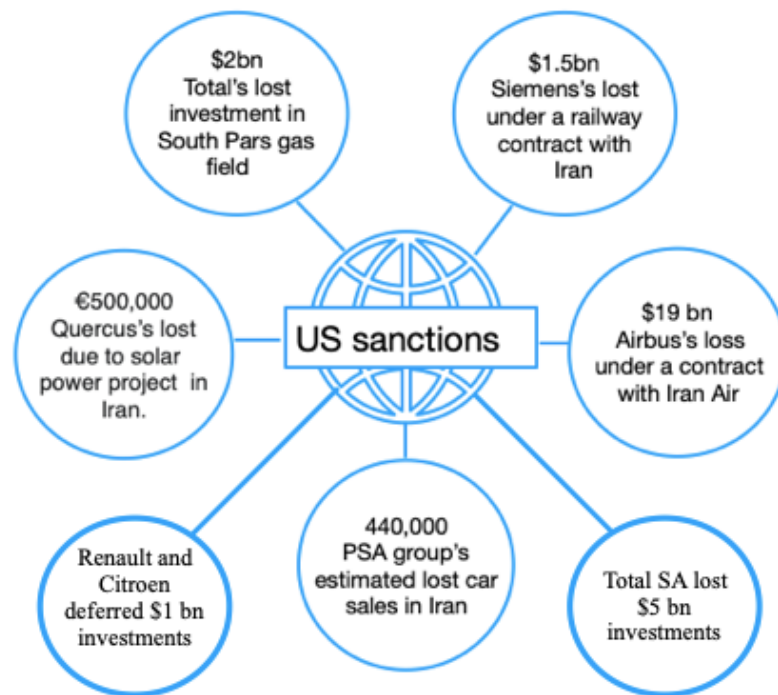 $2bn
Total's lost
investment in
South Pars gas
field
$1.5bn
Siemens's lost
under a railway
contract with
Iran
€500,000
Quercus's lost
due to solar
power project in
Iran.
US sanctions
$19 bn
Airbus's loss
under a contract
with Iran Air
Renault and
Citroen
deferred $1 bn
investments
440,000
PSA group's
estimated lost car
sales in Iran
Total SA lost
$5 bn
investments